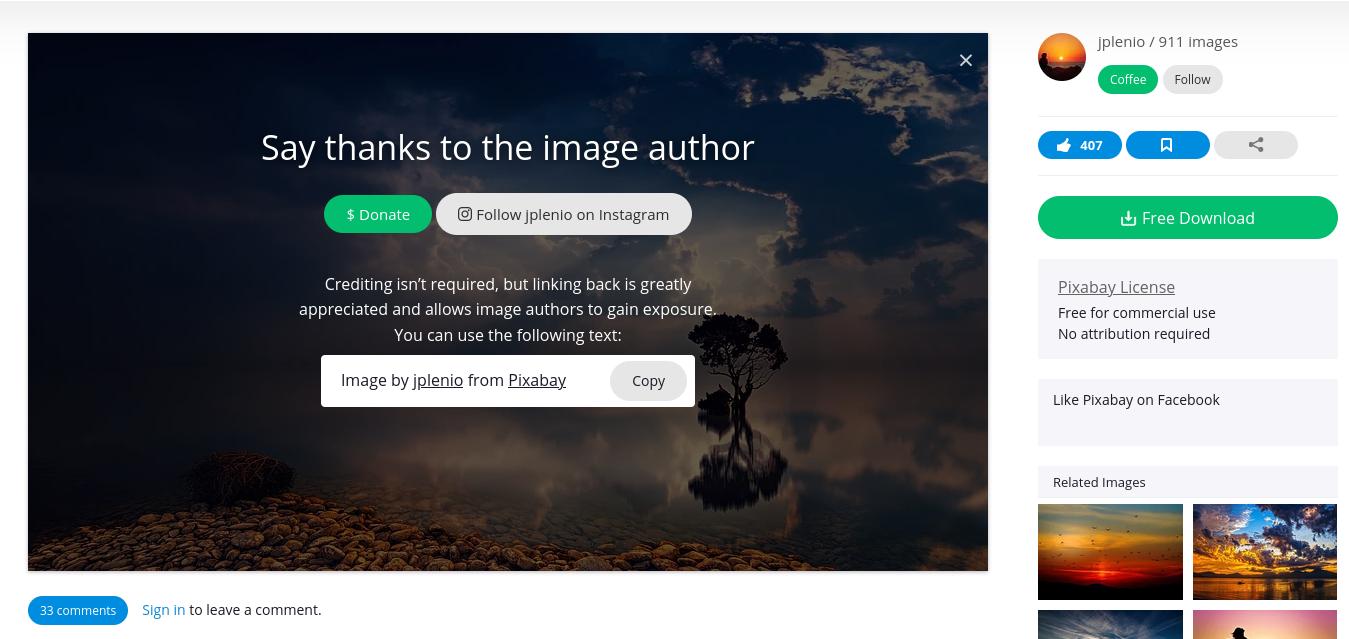 Say thanks to the image author
$ Donate
Follow jplenio on Instagram
Crediting isn’t required, but linking back is greatly
appreciated and allows image authors to gain exposure.
You can use the following text:
Image by jplenio from Pixabay
Copy
33 comments
Sign in to leave a comment.
jplenio / 911 images
Coffee
Follow
407
Free Download
Pixabay License
Free for commercial use
No attribution required
Like Pixabay on Facebook
Related Images